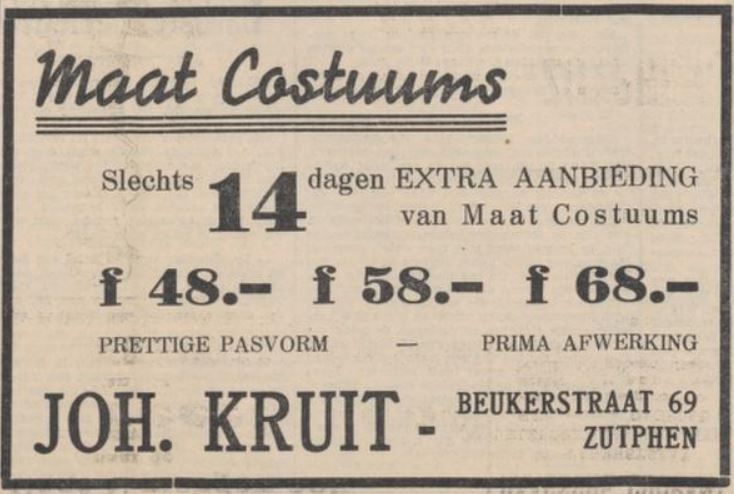 Maat Costuums
Slechts 14 dagen EXTRA AANBIEDING
van Maat Costuums
f 48.- f 58.- f 68.-
PRETTIGE PASVORM — PRIMA AFWERKING
JOH. KRUIT - BEUKERSTRAAT 69
ZUTPHEN